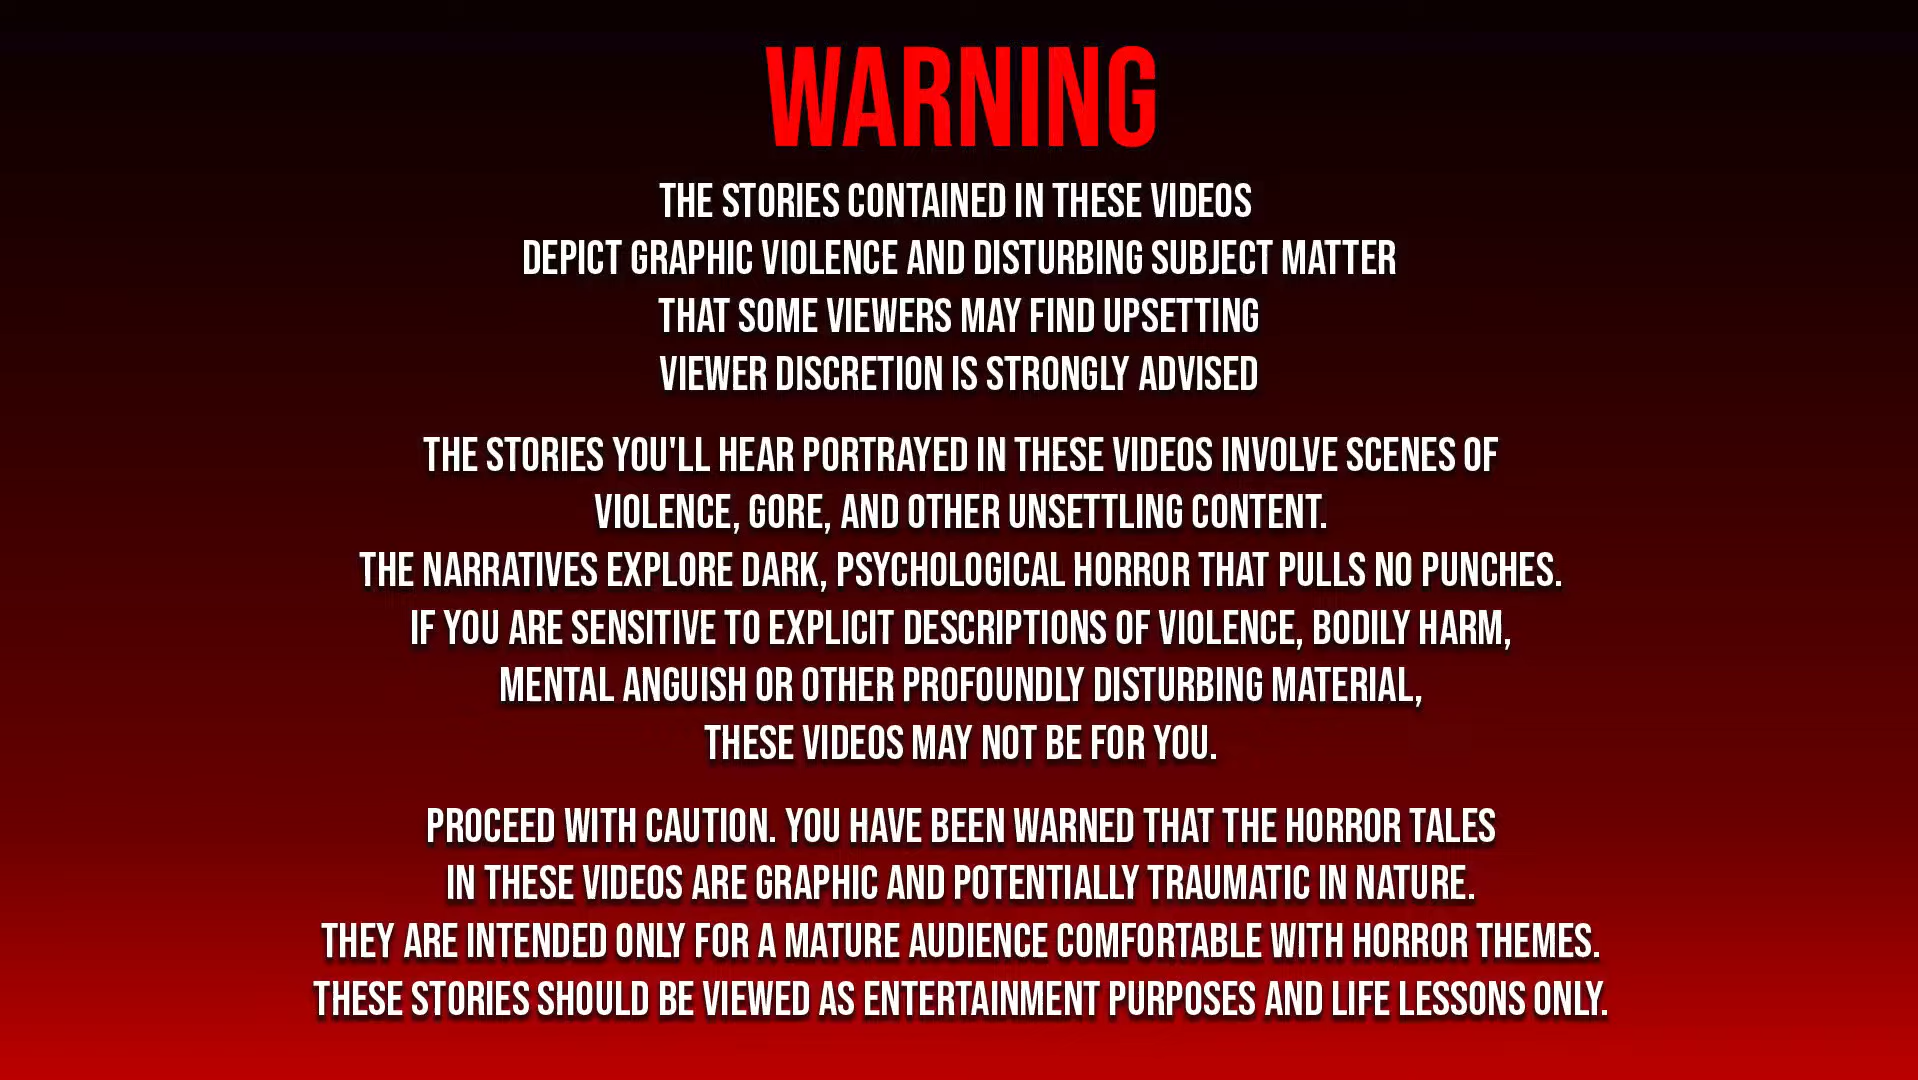 WARNING
THE STORIES CONTAINED IN THESE VIDEOS
DEPICT GRAPHIC VIOLENCE AND DISTURBING SUBJECT MATTER
THAT SOME VIEWERS MAY FIND UPSETTING
VIEWER DISCRETION IS STRONGLY ADVISED
THE STORIES YOU'LL HEAR PORTRAYED IN THESE VIDEOS INVOLVE SCENES OF
VIOLENCE, GORE, AND OTHER UNSETTLING CONTENT.
THE NARRATIVES EXPLORE DARK, PSYCHOLOGICAL HORROR THAT PULLS NO PUNCHES.
IF YOU ARE SENSITIVE TO EXPLICIT DESCRIPTIONS OF VIOLENCE, BODILY HARM,
MENTAL ANGUISH OR OTHER PROFOUNDLY DISTURBING MATERIAL,
THESE VIDEOS MAY NOT BE FOR YOU.
PROCEED WITH CAUTION. YOU HAVE BEEN WARNED THAT THE HORROR TALES
IN THESE VIDEOS ARE GRAPHIC AND POTENTIALLY TRAUMATIC IN NATURE.
THEY ARE INTENDED ONLY FOR A MATURE AUDIENCE COMFORTABLE WITH HORROR THEMES.
THESE STORIES SHOULD BE VIEWED AS ENTERTAINMENT PURPOSES AND LIFE LESSONS ONLY.